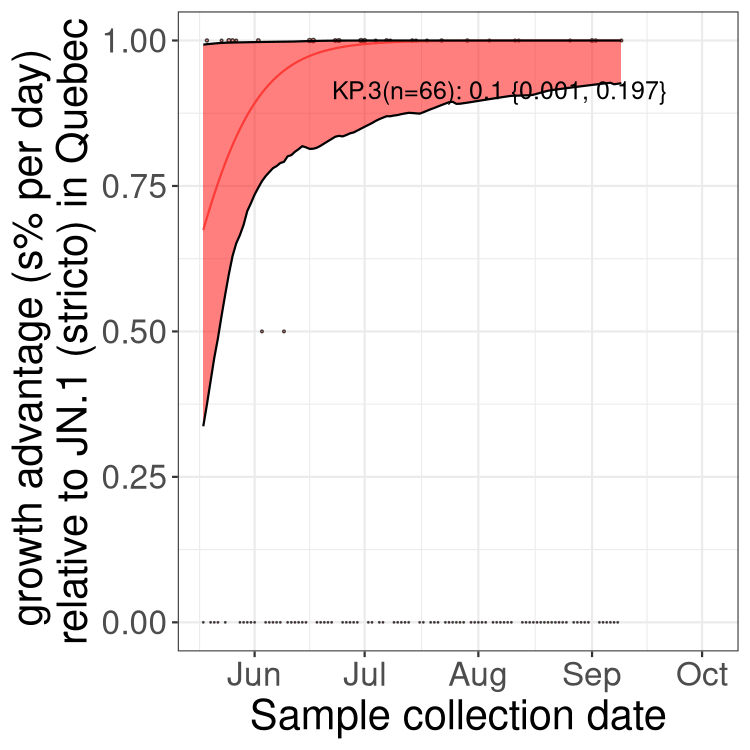 growth advantage (s% per day)
relative to JN.1 (stricto) in Quebec
1.00
0.75
0.50
0.25
0.00
KP.3(n=66): 0.1 {0.001, 0.197}
Jun Jul Aug Sep Oct
Sample collection date